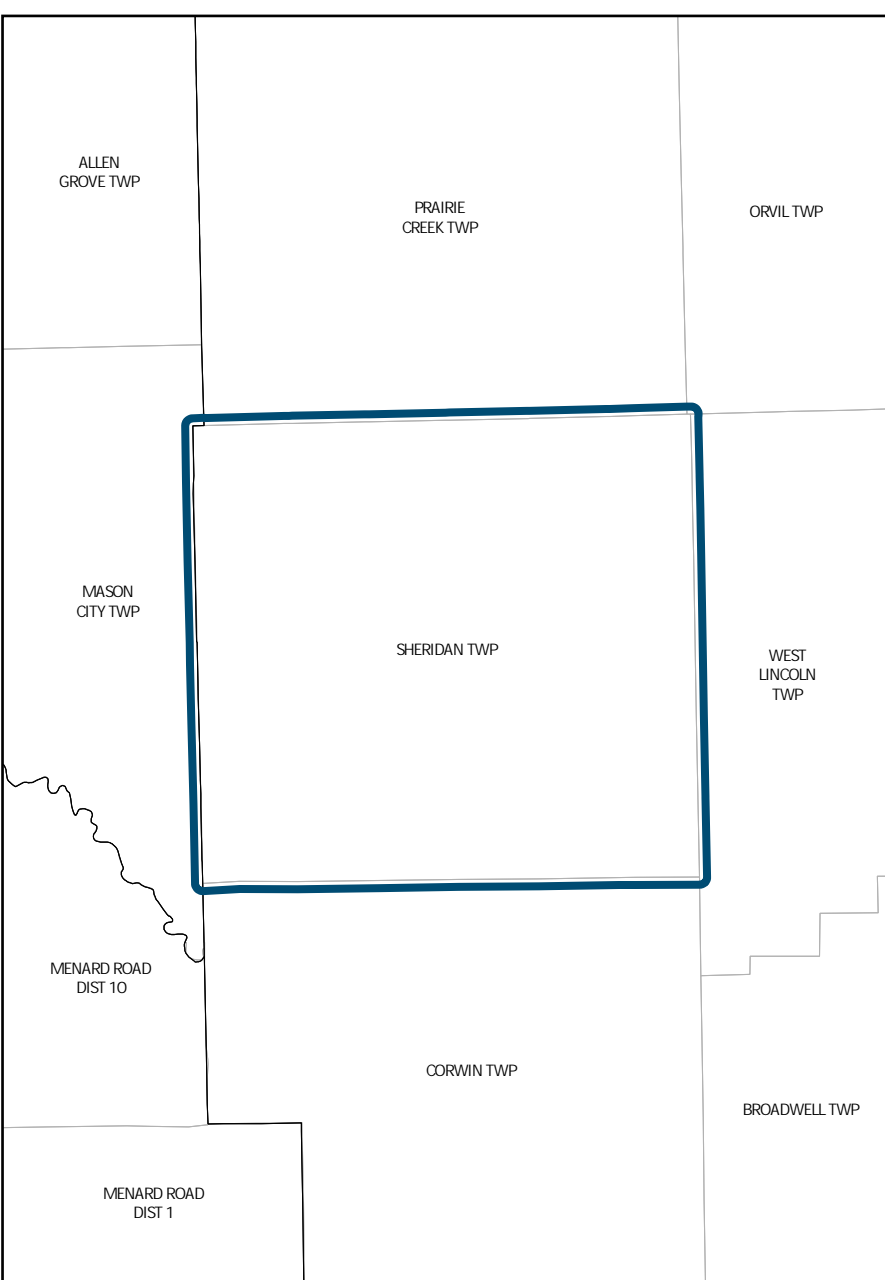 ALLEN
GROVE TWP
PRAIRIE
CREEK TWP
ORVIL TWP
MASON
CITY TWP
SHERIDAN TWP
WEST
LINCOLN
TWP
MENARD ROAD
DIST 10
CORWIN TWP
BROADWELL TWP
MENARD ROAD
DIST 1